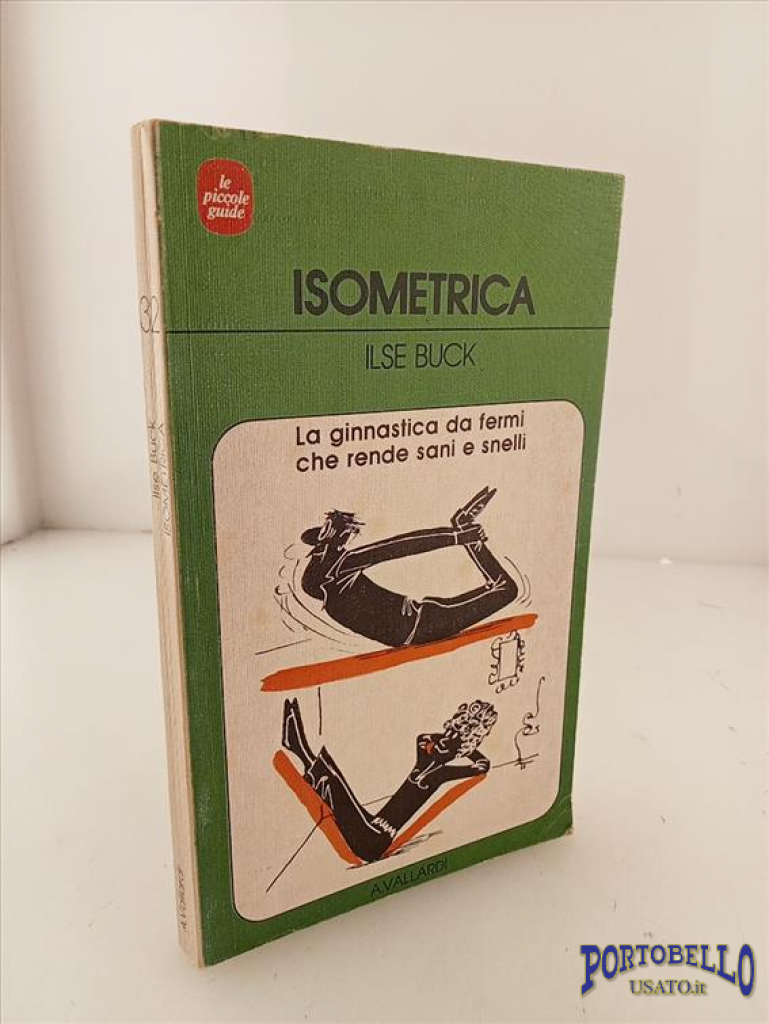 le
piccole
guide
ISOMETRICA
ILSE BUCK
La ginnastica da fermi
che rende sani e snelli
A.VALLARDI
32
Ilse Buck
ISOMETRICA
PORTOBELLO
USATO.it